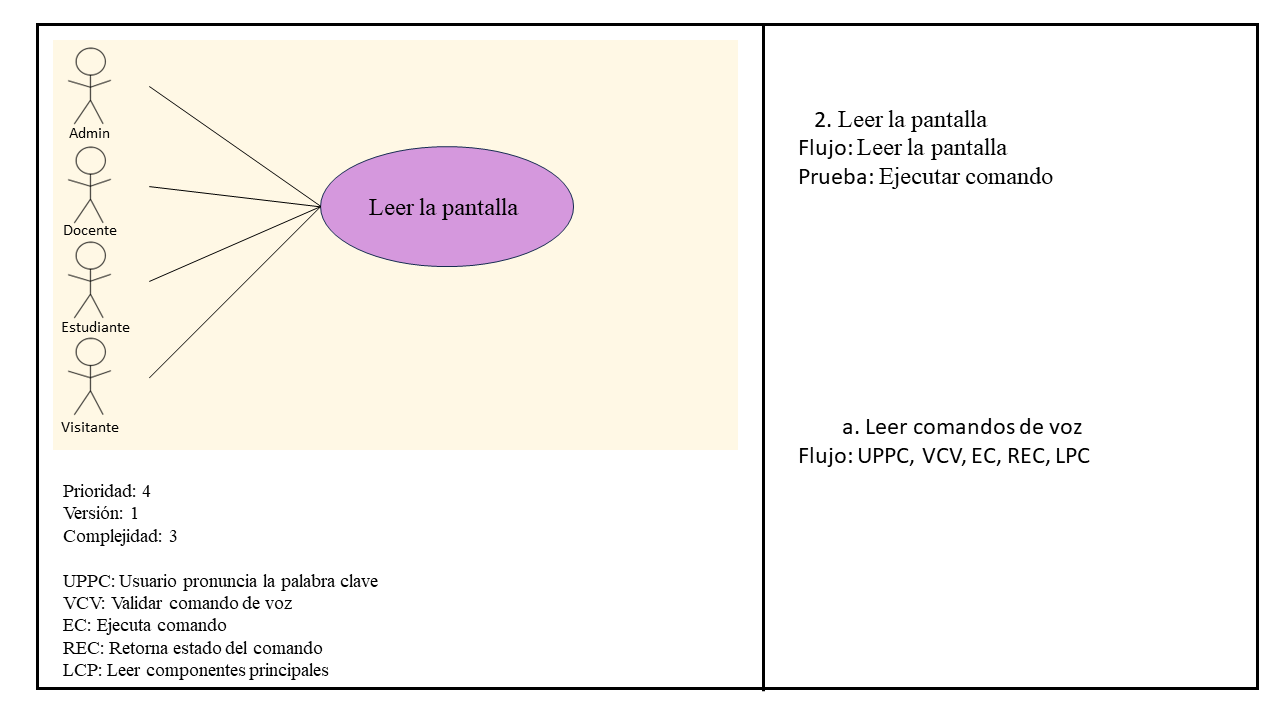 Admin
Docente
Estudiante
Visitante
Leer la pantalla
Prioridad: 4
Versión: 1
Complejidad: 3
UPPC: Usuario pronuncia la palabra clave
VCV: Validar comando de voz
EC: Ejecuta comando
REC: Retorna estado del comando
LCP: Leer componentes principales
2. Leer la pantalla
Flujo: Leer la pantalla
Prueba: Ejecutar comando
a. Leer comandos de voz
Flujo: UPPC, VCV, EC, REC, LPC